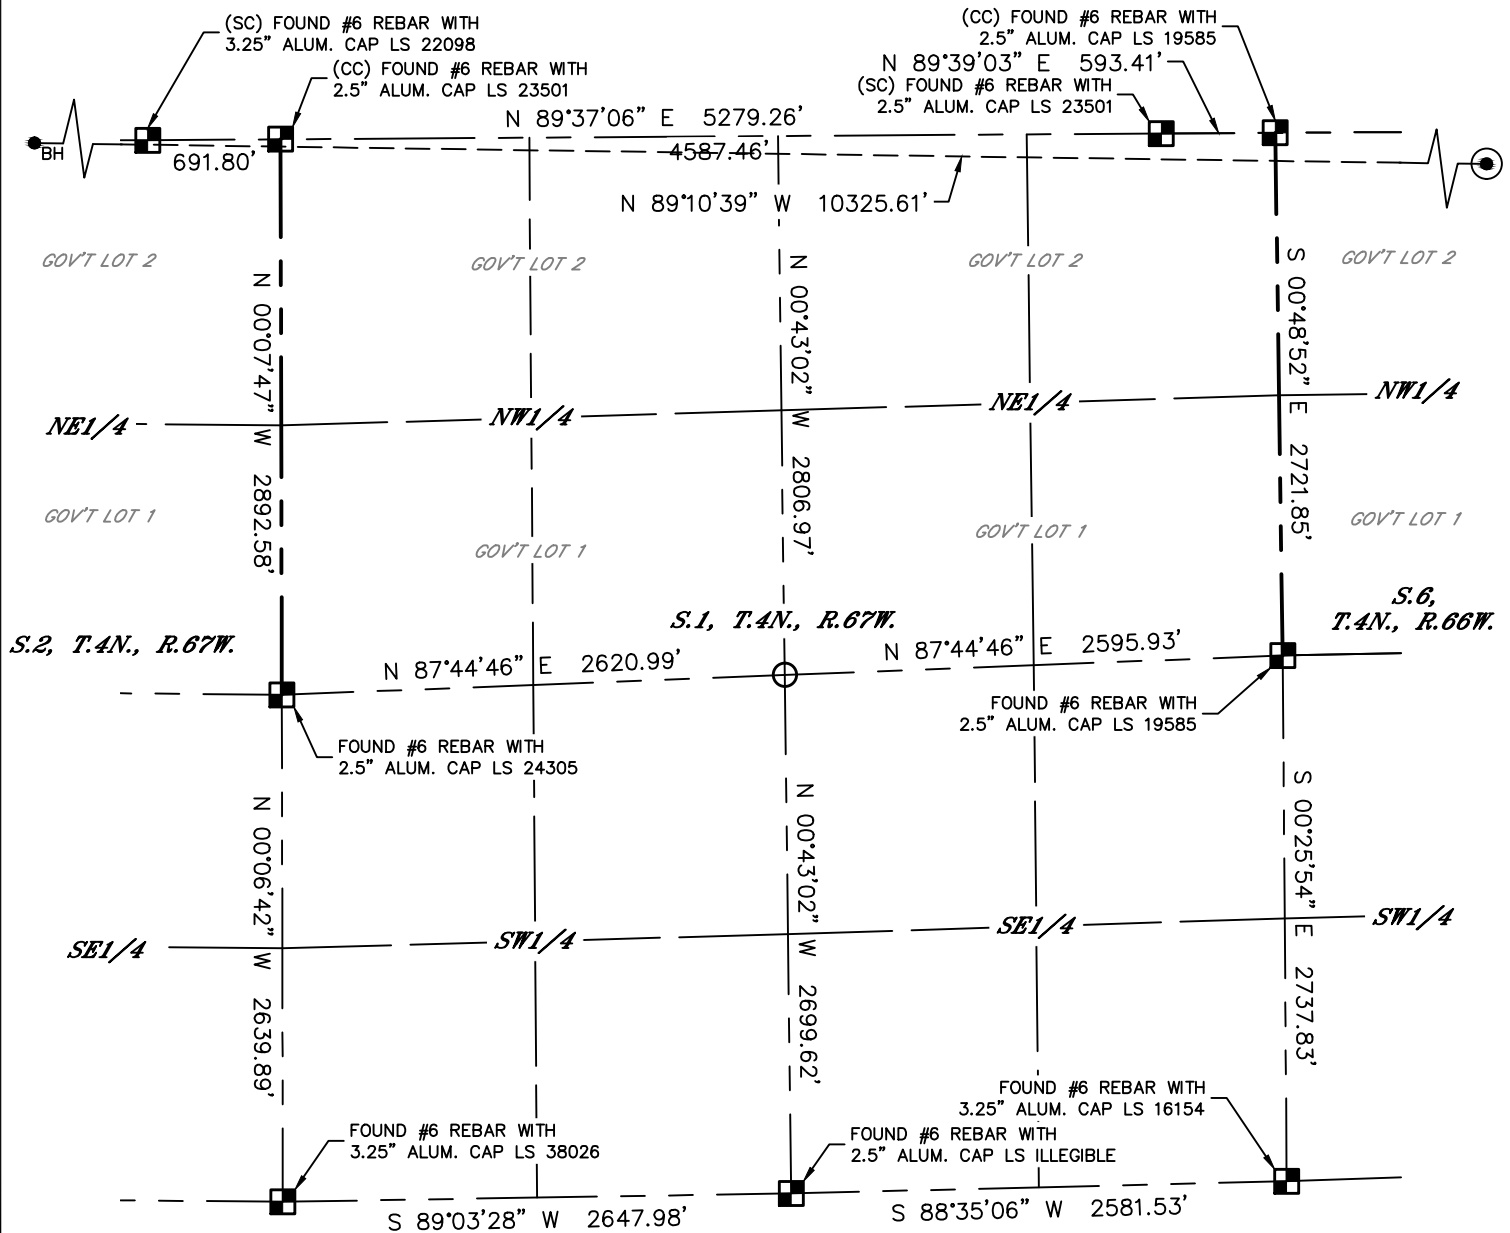 (SC) FOUND #6 REBAR WITH
3.25" ALUM. CAP LS 22098
(CC) FOUND #6 REBAR WITH
2.5" ALUM. CAP LS 23501
(CC) FOUND #6 REBAR WITH
2.5" ALUM. CAP LS 19585
N 89°39'03" E 593.41'
(SC) FOUND #6 REBAR WITH
2.5" ALUM. CAP LS 23501
N 89°37'06" E 5279.26'
BH
691.80'
4587.46'
N 89°10'39" W 10325.61'
GOV'T LOT 2
GOV'T LOT 2
GOV'T LOT 2
GOV'T LOT 2
N 00°07'47" W 2892.58'
N 00°43'02" W 2806.97'
S 00°48'52" E 2721.85'
NE1/4
NW1/4
NE1/4
NW1/4
GOV'T LOT 1
GOV'T LOT 1
GOV'T LOT 1
GOV'T LOT 1
S.2, T.4N., R.67W.
S.1, T.4N., R.67W.
S.6,
T.4N., R.66W.
N 87°44'46" E 2620.99'
N 87°44'46" E 2595.93'
FOUND #6 REBAR WITH
2.5" ALUM. CAP LS 24305
FOUND #6 REBAR WITH
2.5" ALUM. CAP LS 19585
N 00°06'42" W 2639.89'
N 00°43'02" W 2699.62'
S 00°25'54" E 2737.83'
SE1/4
SW1/4
SE1/4
SW1/4
FOUND #6 REBAR WITH
3.25" ALUM. CAP LS 38026
FOUND #6 REBAR WITH
2.5" ALUM. CAP LS ILLEGIBLE
FOUND #6 REBAR WITH
3.25" ALUM. CAP LS 16154
S 89°03'28" W 2647.98'
S 88°35'06" W 2581.53'